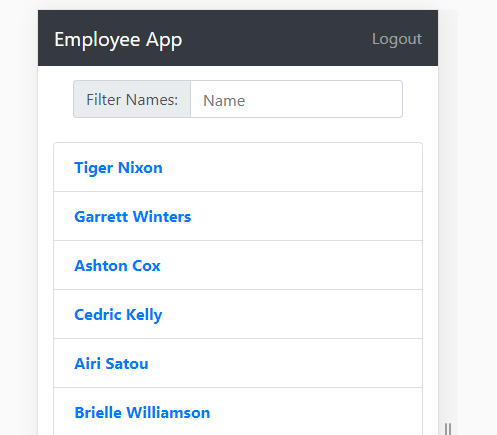 Employee App Logout
Filter Names: Name
Tiger Nixon
Garrett Winters
Ashton Cox
Cedric Kelly
Airi Satou
Brielle Williamson